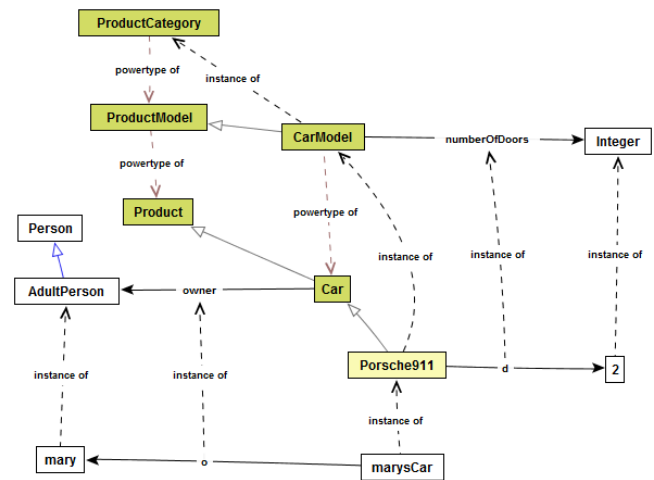 ProductCategory
powertype of
instance of
ProductModel
CarModel
numberOfDoors
Integer
powertype of
Product
powertype of
Person
instance of
instance of
instance of
AdultPerson
owner
Car
Porsche911
d
2
instance of
instance of
instance of
mary
o
marysCar